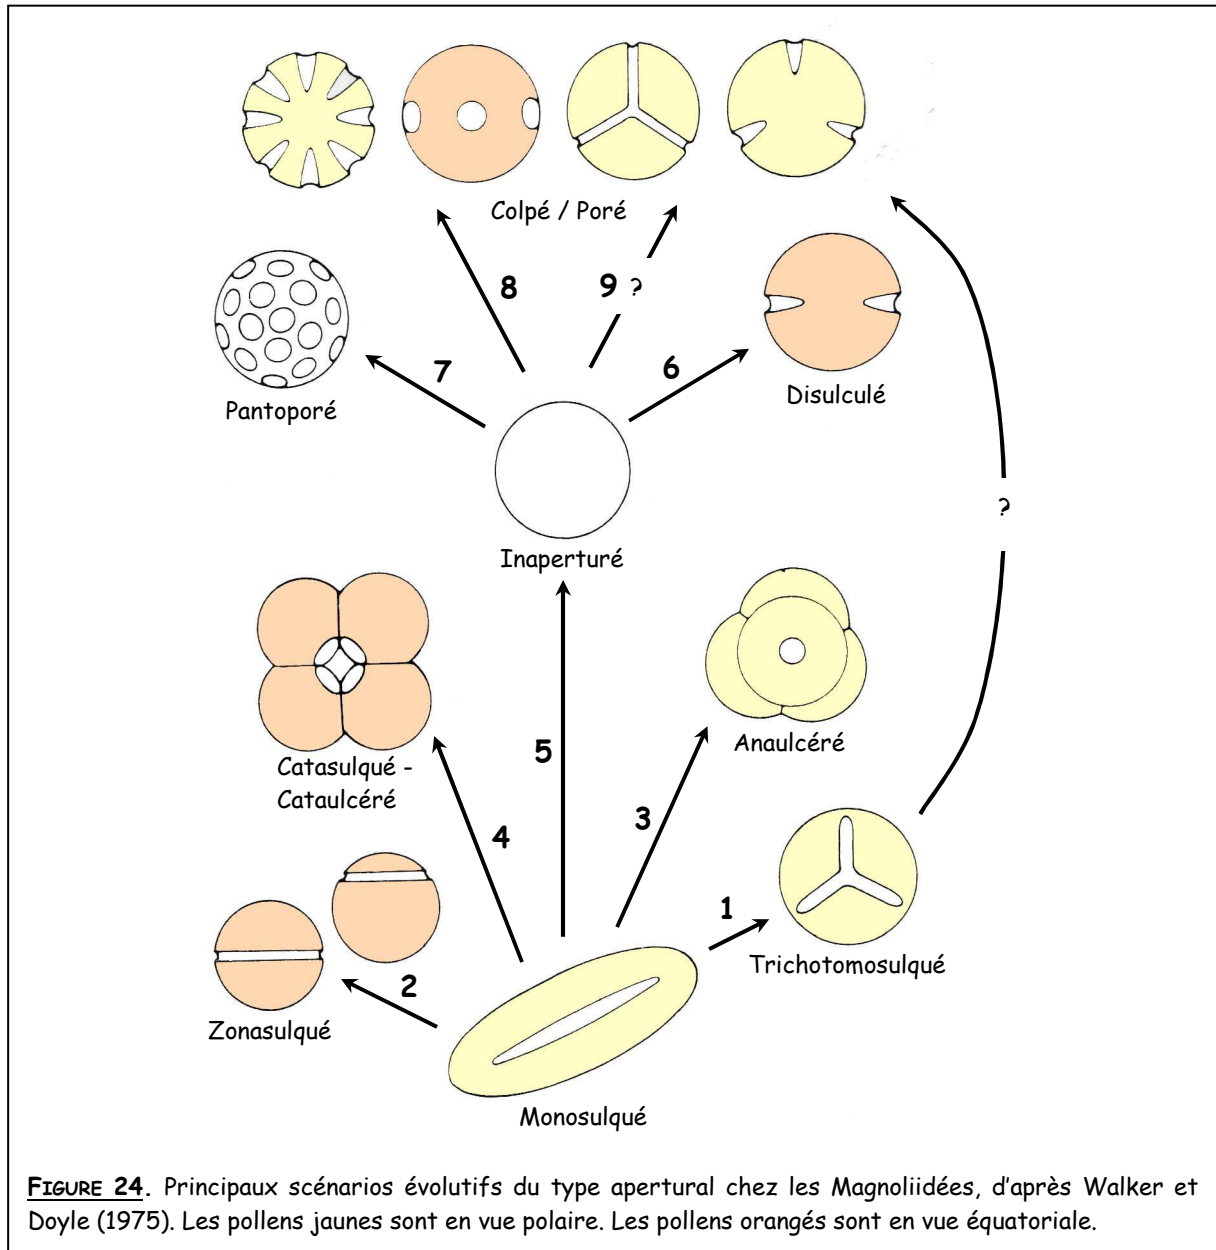 Colpé / Poré
8
9 ?
7
6
Pantoporé
Disulculé
?
Inaperturé
5
Anaulcéré
Catasulqué -
Cataulcéré
3
4
1
Trichotomosulqué
2
Zonasulqué
Monosulqué
FIGURE 24. Principaux scénarios évolutifs du type apertural chez les Magnoliidées, d'après Walker et
Doyle (1975). Les pollens jaunes sont en vue polaire. Les pollens orangés sont en vue équatoriale.